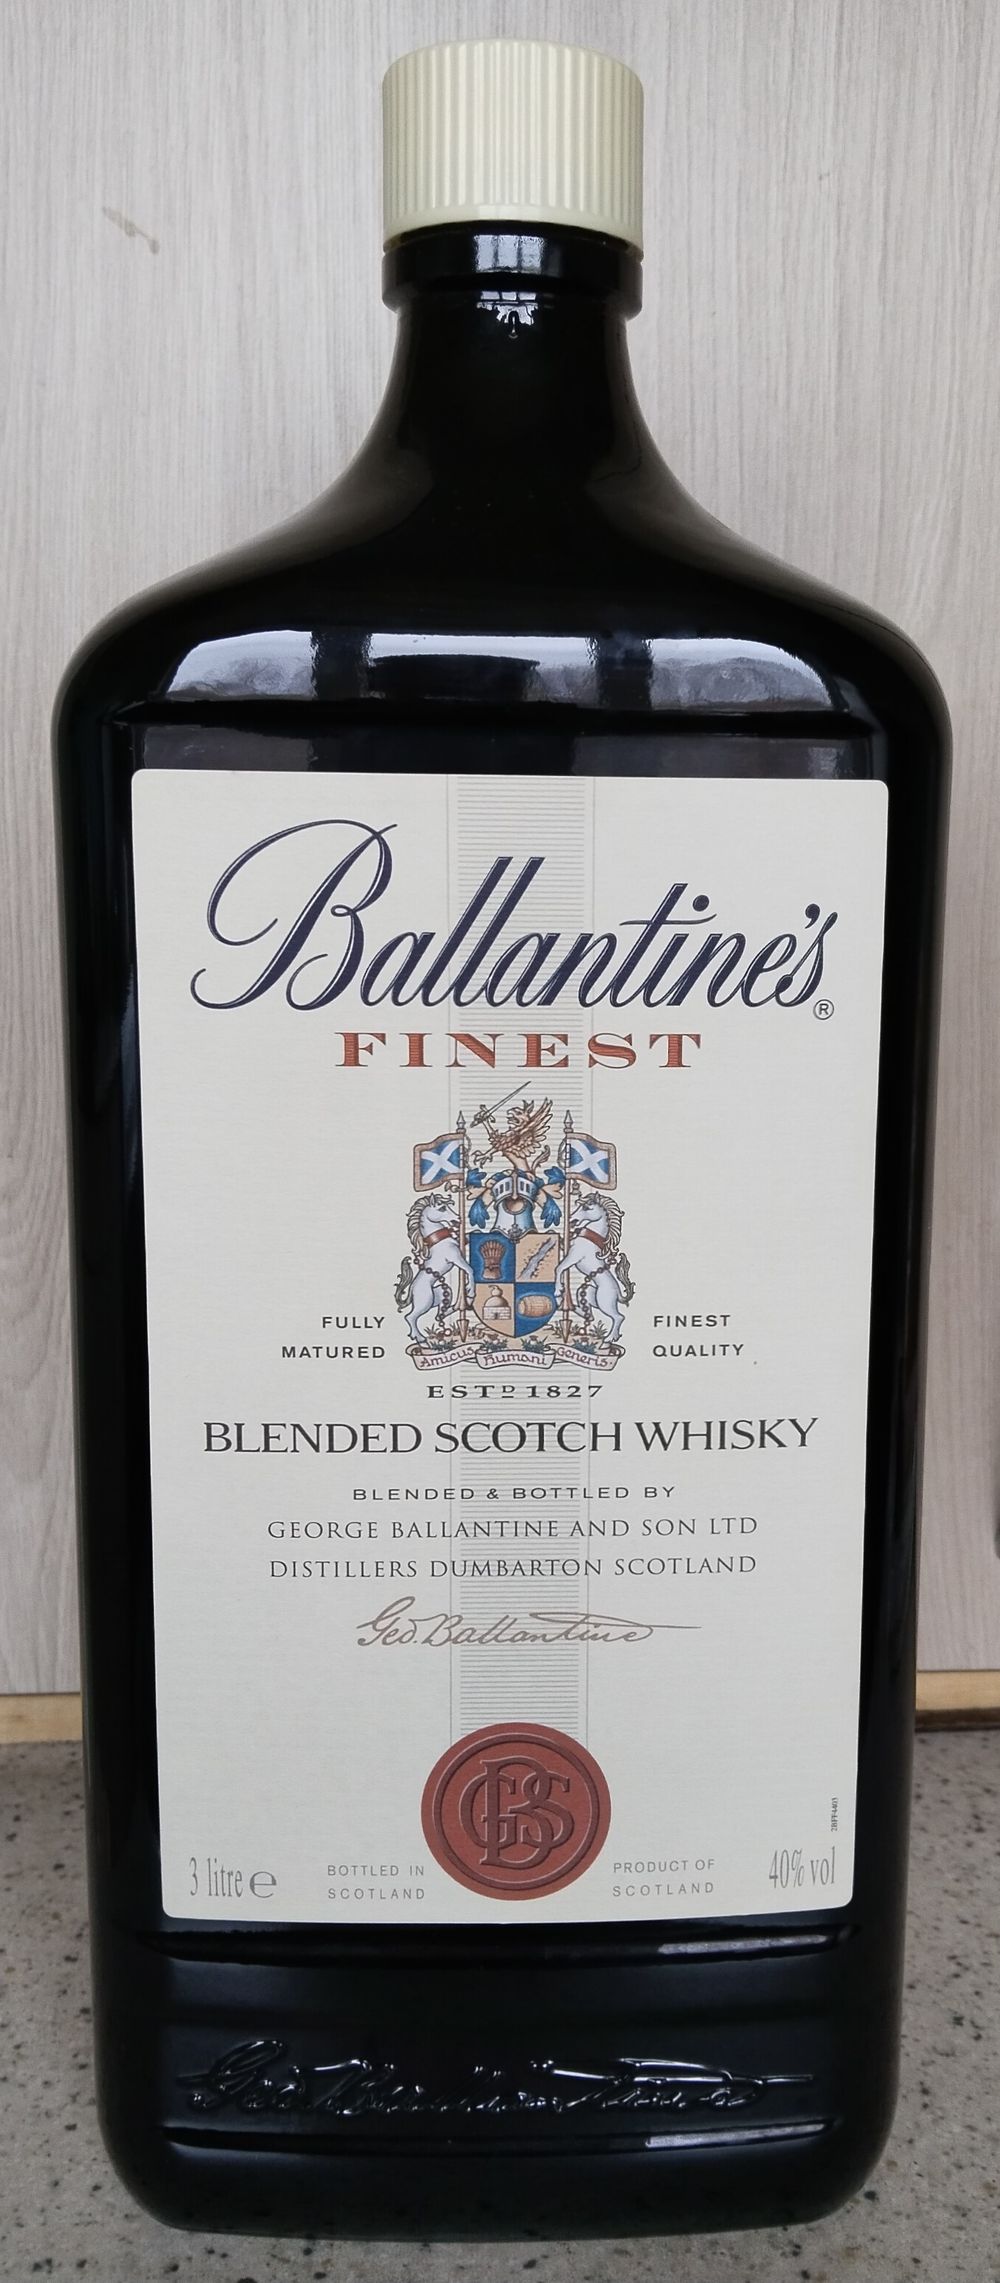 Ballantine's®
FINEST
FULLY MATURED
FINEST QUALITY
Amicus Humani Generis.
ESTD 1827
BLENDED SCOTCH WHISKY
BLENDED & BOTTLED BY
GEORGE BALLANTINE AND SON LTD
DISTILLERS DUMBARTON SCOTLAND
Geo. Ballantine
GBS
3 litre ℮
BOTTLED IN SCOTLAND
PRODUCT OF SCOTLAND
40% vol
Geo. Ballantine